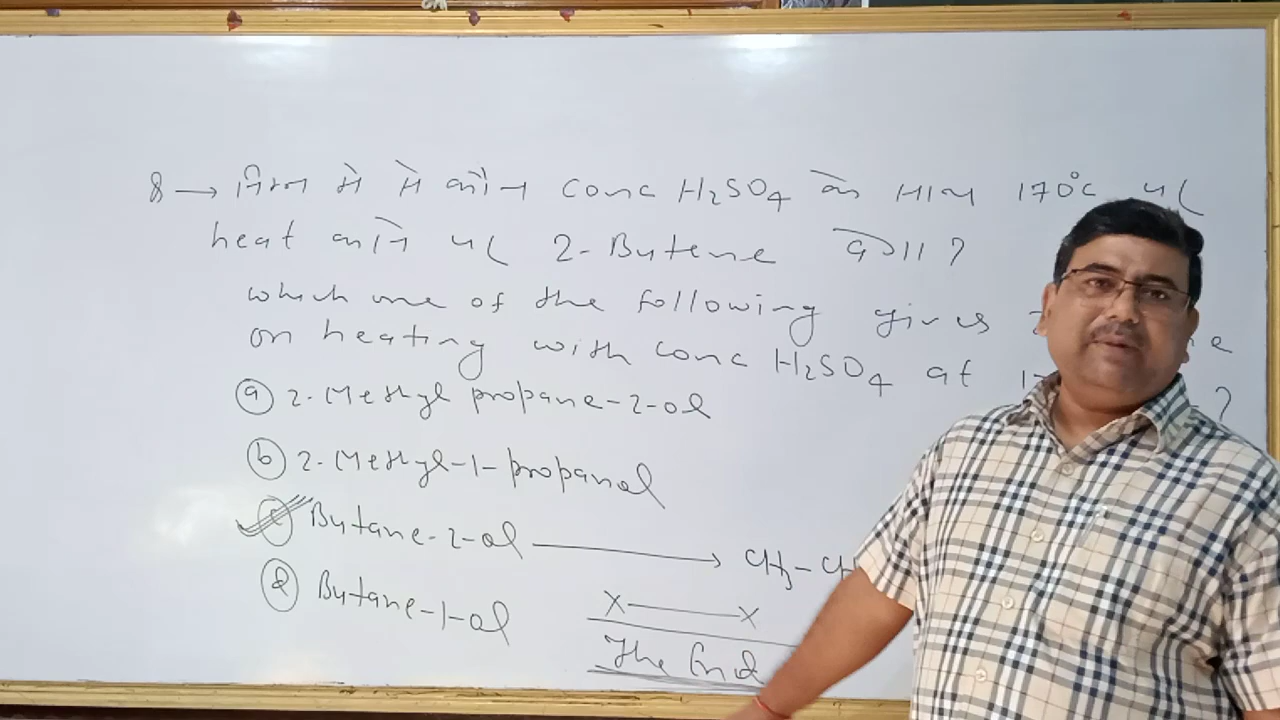 8 → निम्न में से कौन Conc H₂SO₄ के साथ 170°C पर
heat करने पर 2-Butene देगा?
which one of the following gives
on heating with conc H₂SO₄ at
(a) 2-Methyl propane-2-ol
(b) 2-Methyl-1-propanol
(c) Butane-2-ol → CH₃-CH
(d) Butane-1-ol
X—X
The End